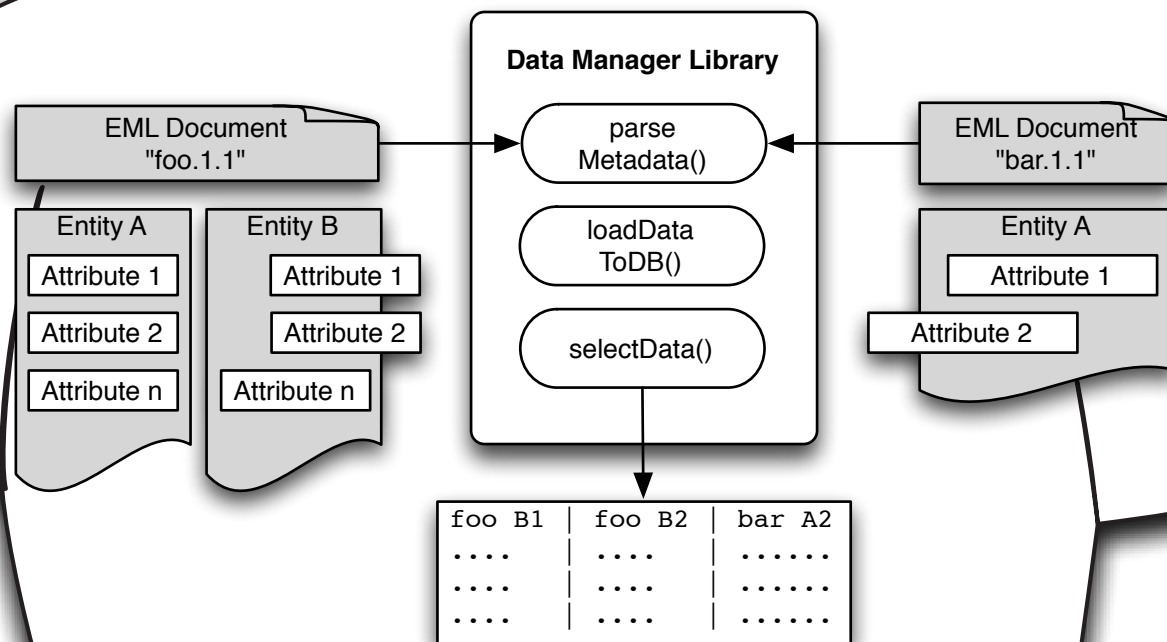 Data Manager Library
parse
Metadata()
loadData
ToDB()
selectData()
EML Document
"foo.1.1"
Entity A
Attribute 1
Attribute 2
Attribute n
Entity B
Attribute 1
Attribute 2
Attribute n
EML Document
"bar.1.1"
Entity A
Attribute 1
Attribute 2
foo B1 | foo B2 | bar A2
.... | .... | ......
.... | .... | ......
.... | .... | ......